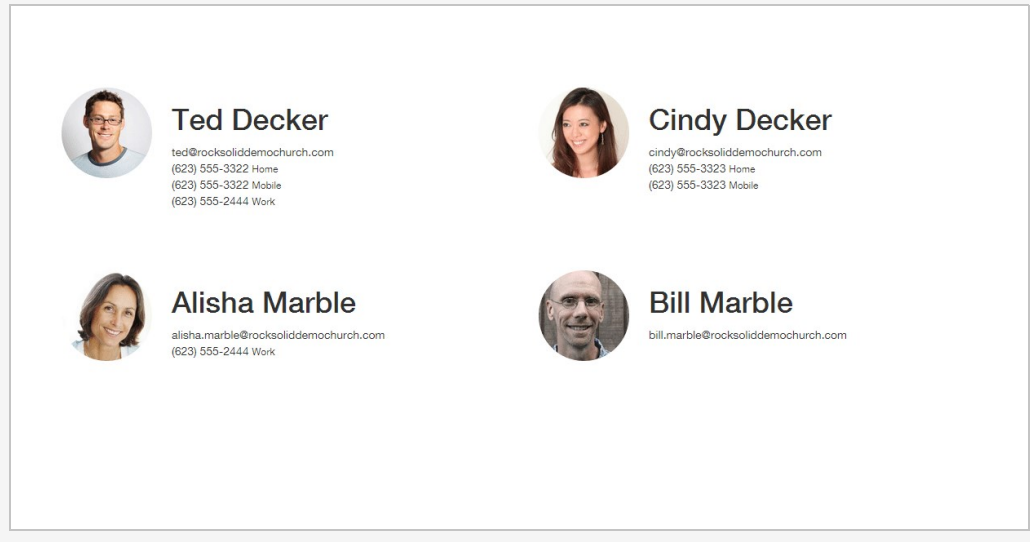 Ted Decker
ted@rocksoliddemochurch.com
(623) 555-3322 Home
(623) 555-3322 Mobile
(623) 555-2444 Work
Cindy Decker
cindy@rocksoliddemochurch.com
(623) 555-3323 Home
(623) 555-3323 Mobile
Alisha Marble
alisha.marble@rocksoliddemochurch.com
(623) 555-2444 Work
Bill Marble
bill.marble@rocksoliddemochurch.com